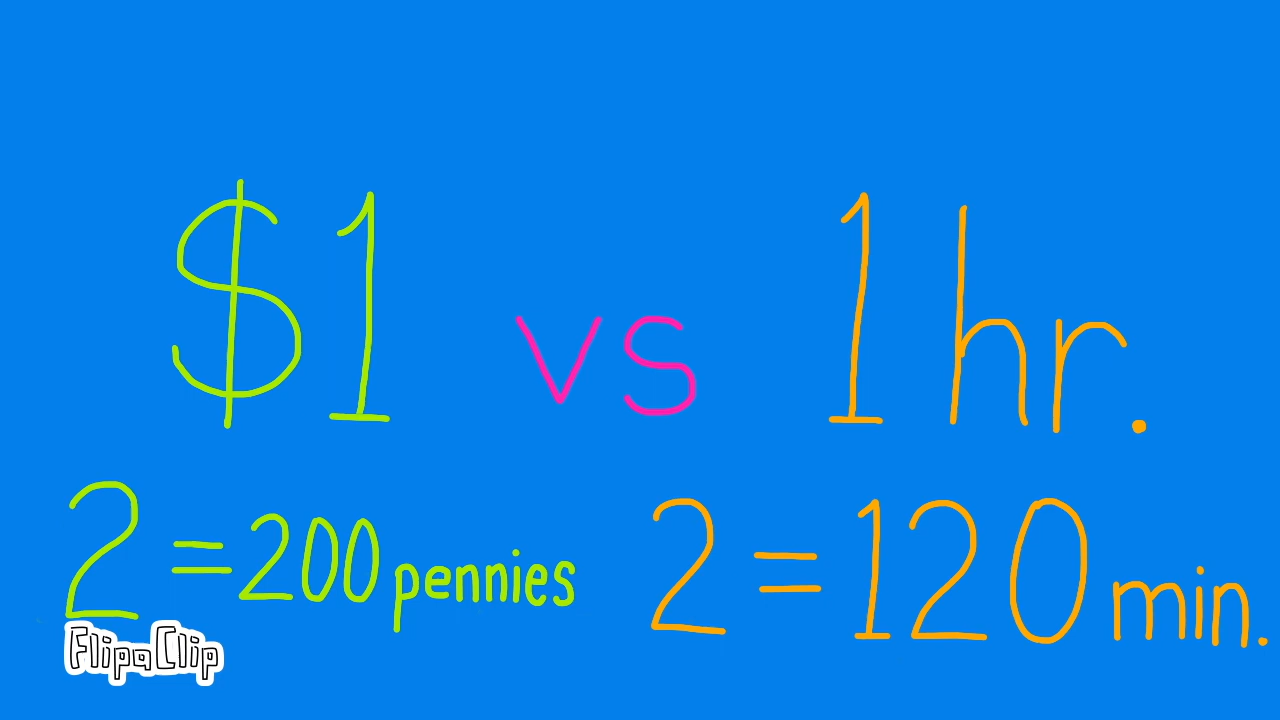 $1 vs 1 hr.
2 = 200 pennies 2 = 120 min.
FlipaClip